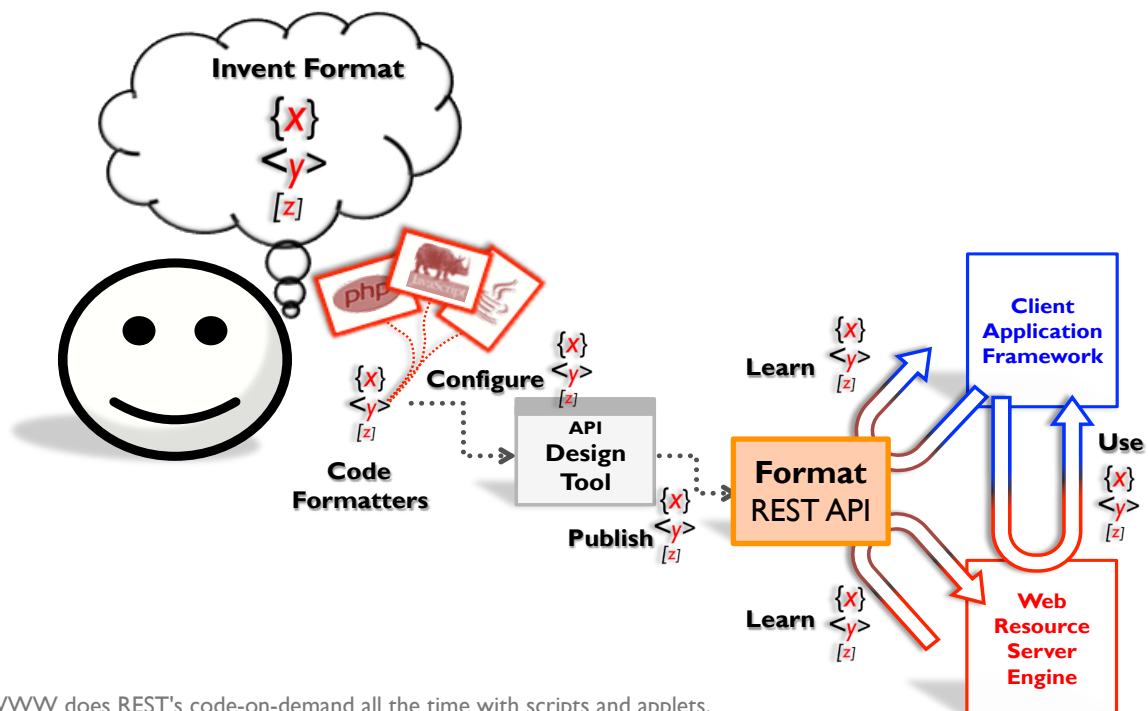 Invent Format
{x}
<y>
[z]
php
JavaScript
{x}
<y>
[z]
Code
Formatters
Configure
{x}
<y>
[z]
API
Design
Tool
Publish
{x}
<y>
[z]
Format
REST API
Learn
{x}
<y>
[z]
Learn
{x}
<y>
[z]
Client
Application
Framework
Use
{x}
<y>
[z]
Web
Resource
Server
Engine
does REST's code-on-demand all the time with scripts and applets.